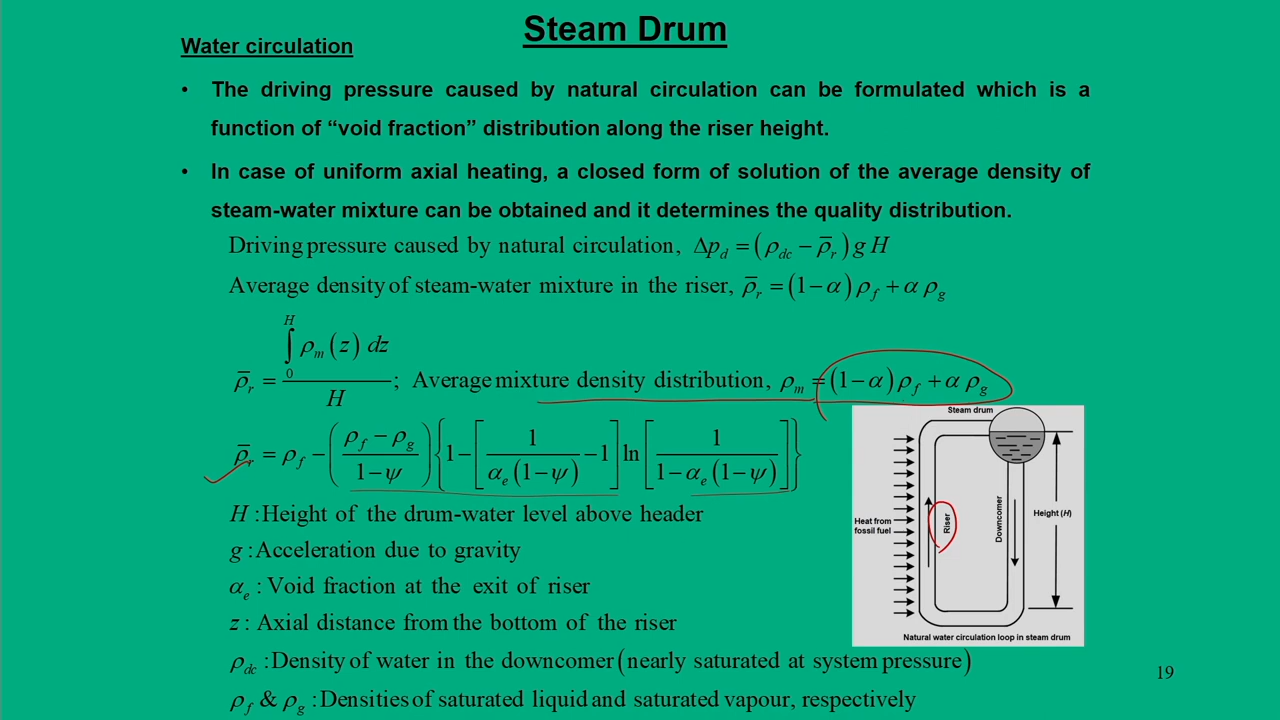 Steam Drum
Water circulation
• The driving pressure caused by natural circulation can be formulated which is a
function of “void fraction” distribution along the riser height.
• In case of uniform axial heating, a closed form of solution of the average density of
steam-water mixture can be obtained and it determines the quality distribution.
Driving pressure caused by natural circulation, Δp_d = (ρ_dc − ρ̅_r) g H
Average density of steam-water mixture in the riser, ρ̅_r = (1 − α) ρ_f + α ρ_g
ρ̅_r = ∫_0^H ρ_m (z) dz / H ; Average mixture density distribution, ρ_m = (1 − α) ρ_f + α ρ_g
ρ̅_r = ρ_f − ((ρ_f − ρ_g) / (1 − ψ)) {1 − [1 / (α_e (1 − ψ)) − 1] ln [1 / (1 − α_e (1 − ψ))]}
H : Height of the drum-water level above header
g : Acceleration due to gravity
α_e : Void fraction at the exit of riser
z : Axial distance from the bottom of the riser
ρ_dc : Density of water in the downcomer (nearly saturated at system pressure)
ρ_f & ρ_g : Densities of saturated liquid and saturated vapour, respectively
Steam drum
Heat from
fossil fuel
Riser
Downcomer
Height (H)
Natural water circulation loop in steam drum
19